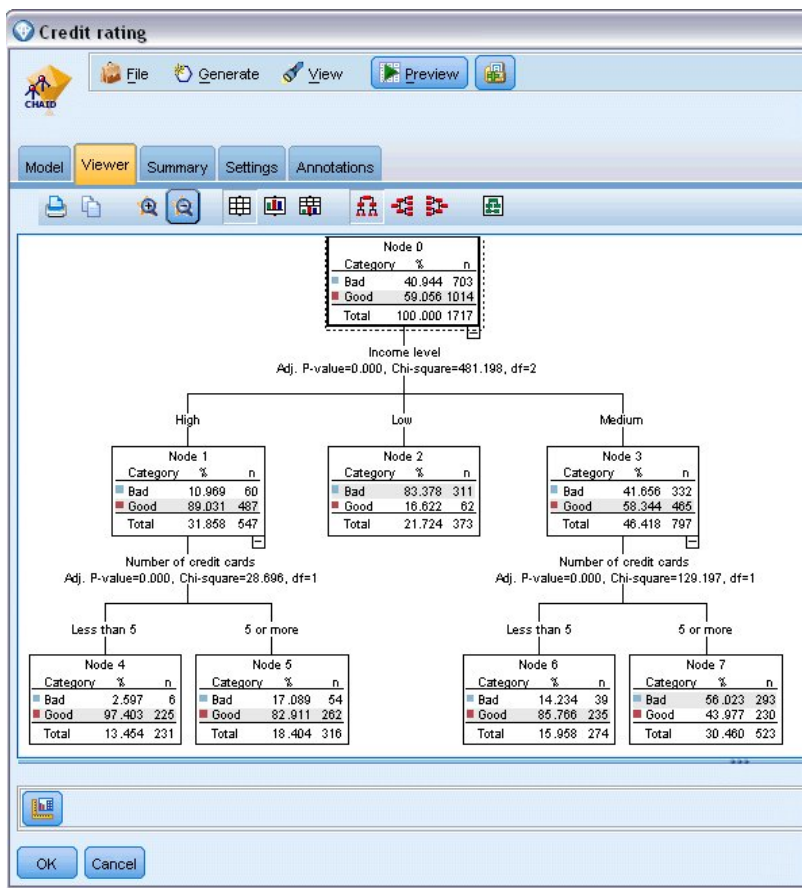 Credit rating
CHAID
File Generate View Preview
Model Viewer Summary Settings Annotations
Node 0
Category % n
Bad 40.944 703
Good 59.056 1014
Total 100.000 1717
Income level
Adj. P-value=0.000, Chi-square=481.198, df=2
High Low Medium
Node 1 Node 2 Node 3
Category % n Category % n Category % n
Bad 10.969 60 Bad 83.378 311 Bad 41.656 332
Good 89.031 487 Good 16.622 62 Good 58.344 465
Total 31.858 547 Total 21.724 373 Total 46.418 797
Number of credit cards Number of credit cards
Adj. P-value=0.000, Chi-square=28.696, df=1 Adj. P-value=0.000, Chi-square=129.197, df=1
Less than 5 5 or more Less than 5 5 or more
Node 4 Node 5 Node 6 Node 7
Category % n Category % n Category % n Category % n
Bad 2.597 6 Bad 17.089 54 Bad 14.234 39 Bad 56.023 293
Good 97.403 225 Good 82.911 262 Good 85.766 235 Good 43.977 230
Total 13.454 231 Total 18.404 316 Total 15.958 274 Total 30.460 523
OK Cancel